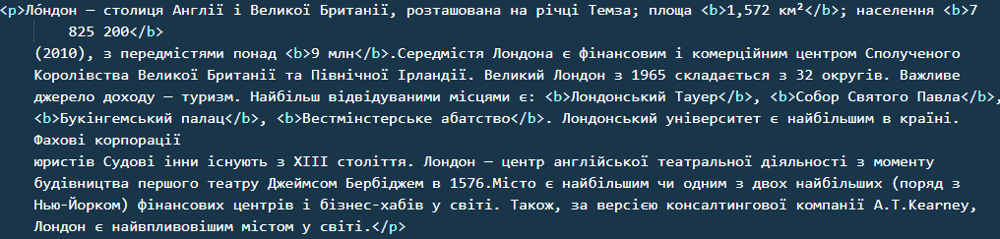 <p>Ло́ндон — столиця Англії і Великої Британії, розташована на річці Темза; площа <b>1,572 км²</b>; населення <b>7
825 200</b>
(2010), з передмістями понад <b>9 млн</b>.Середмістя Лондона є фінансовим і комерційним центром Сполученого
Королівства Великої Британії та Північної Ірландії. Великий Лондон з 1965 складається з 32 округів. Важливе
джерело доходу — туризм. Найбільш відвідуваними місцями є: <b>Лондонський Тауер</b>, <b>Собор Святого Павла</b>,
<b>Букінгемський палац</b>, <b>Вестмінстерське абатство</b>. Лондонський університет є найбільшим в країні.
Фахові корпорації
юристів Судові інни існують з XIII століття. Лондон — центр англійської театральної діяльності з моменту
будівництва першого театру Джеймсом Бербіджем в 1576.Місто є найбільшим чи одним з двох найбільших (поряд з
Нью-Йорком) фінансових центрів і бізнес-хабів у світі. Також, за версією консалтингової компанії A.T.Kearney,
Лондон є найвпливовішим містом у світі.</p>